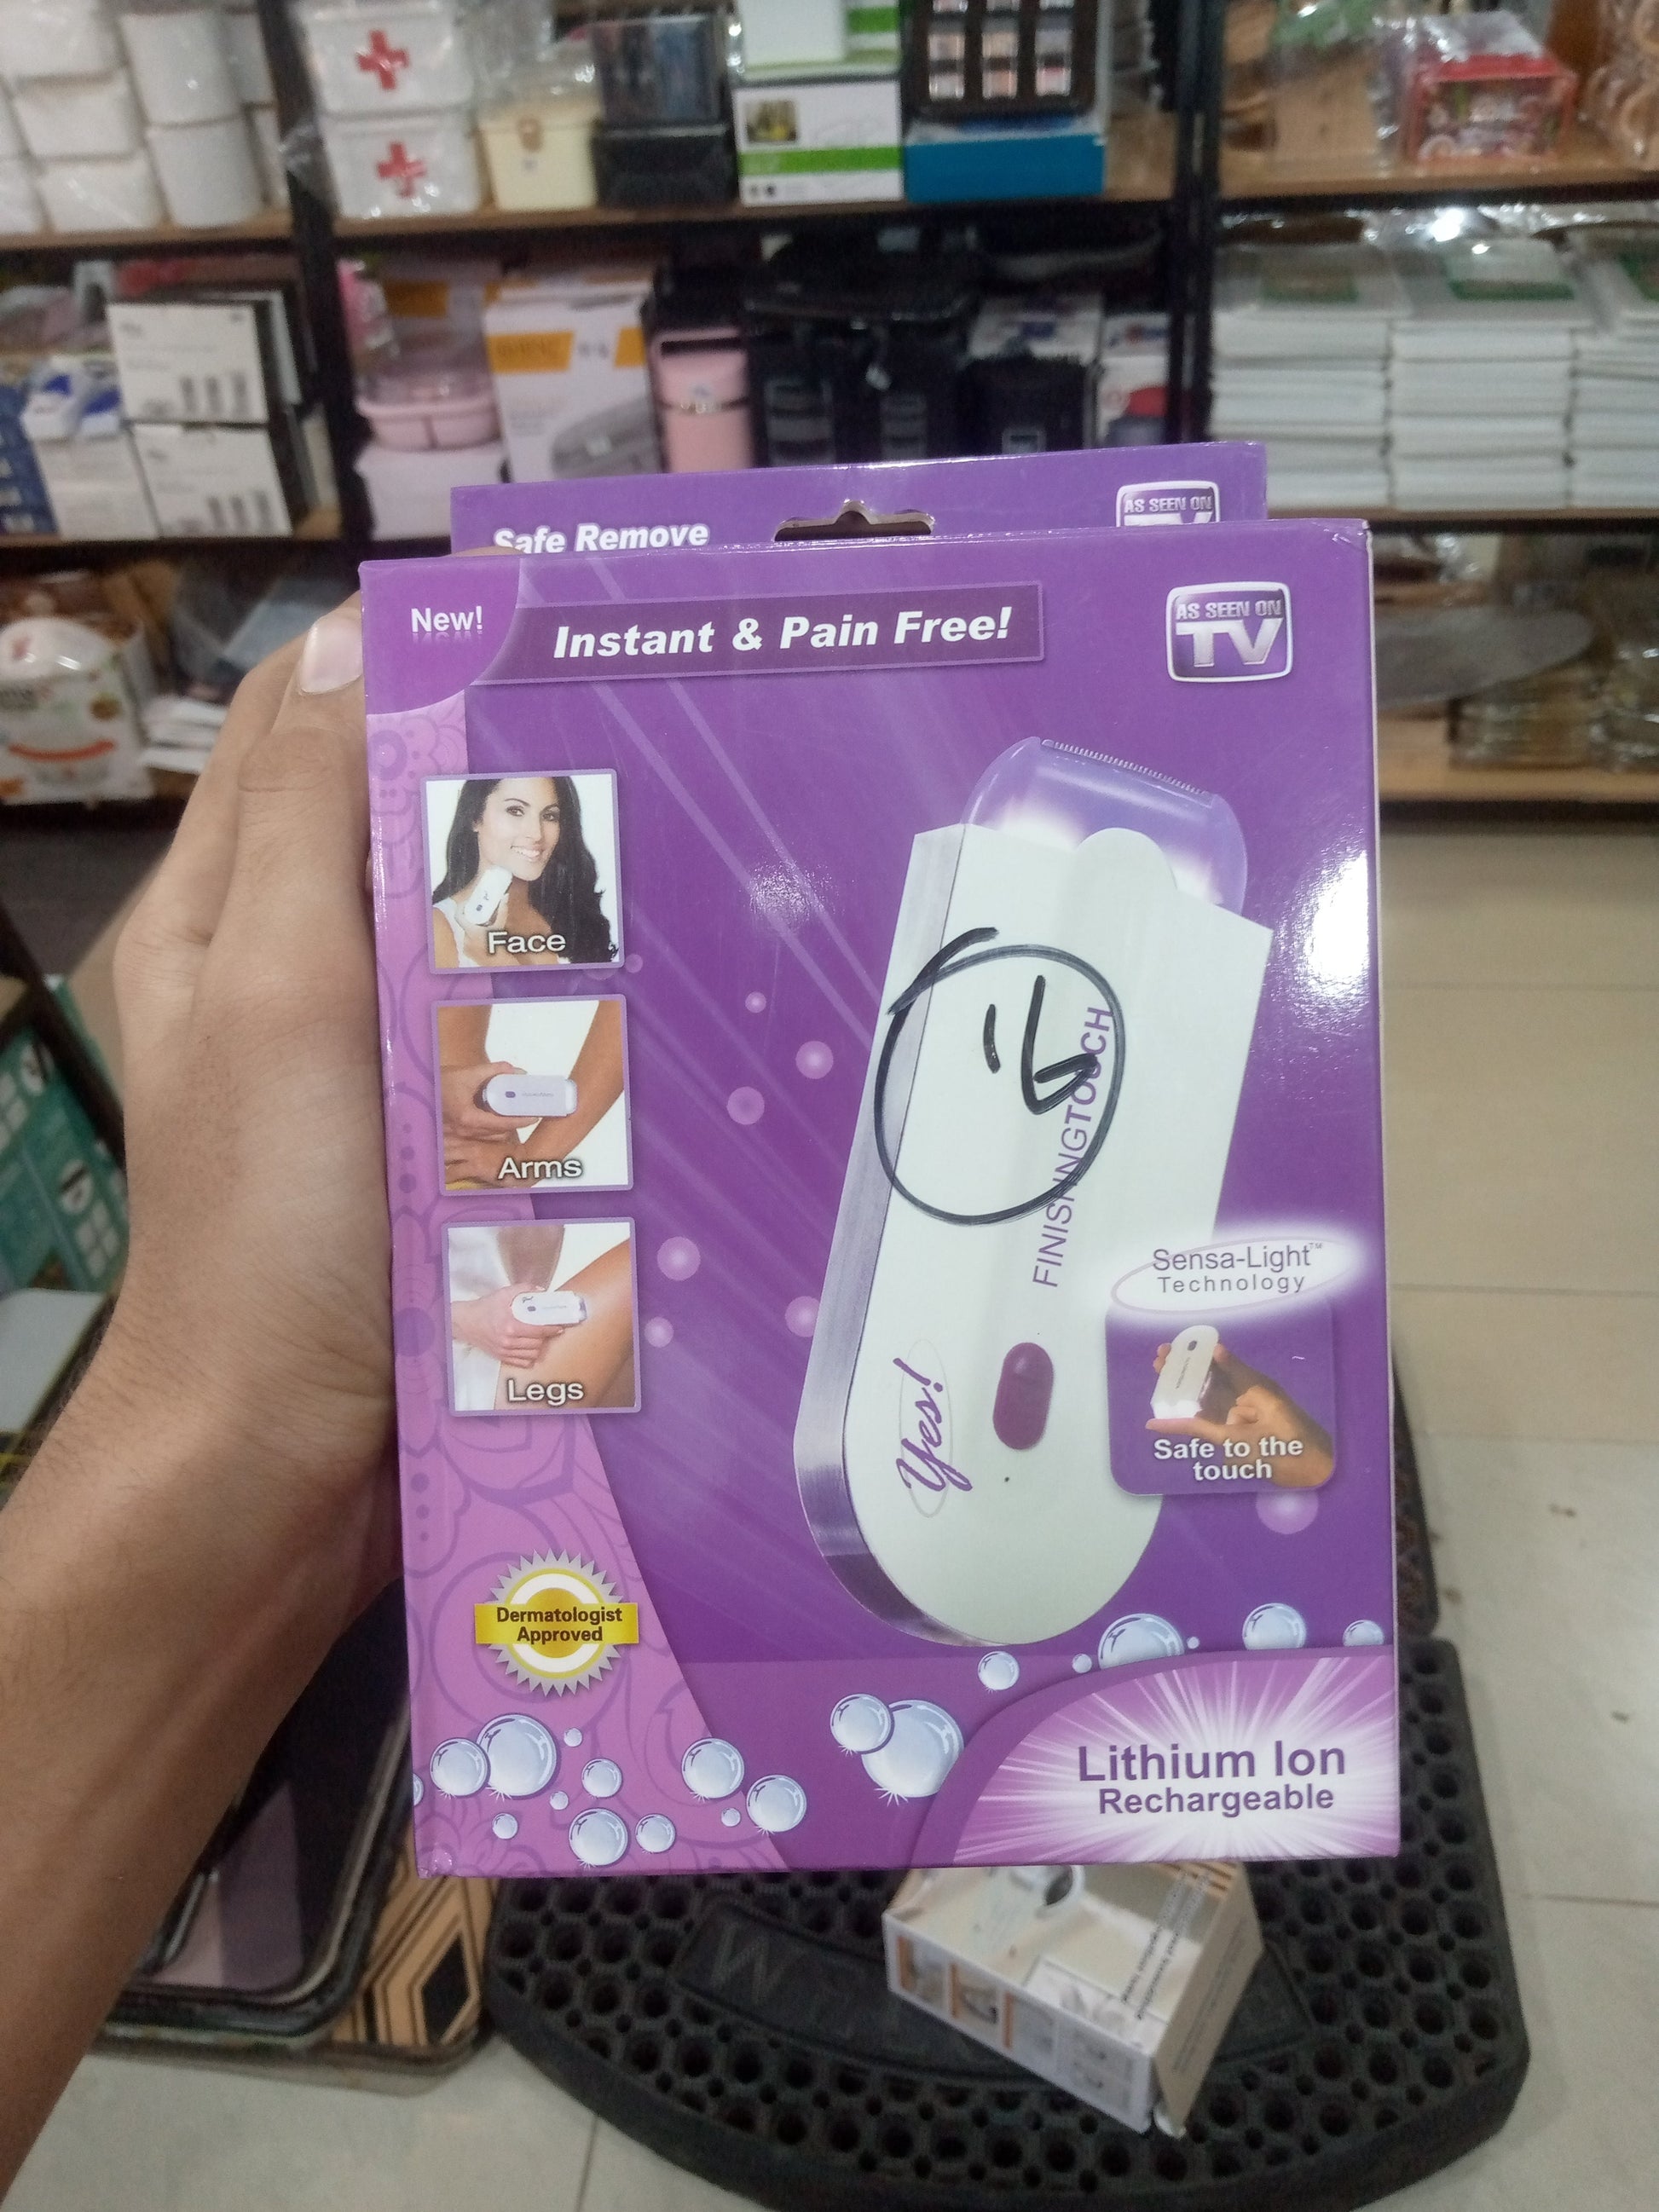 Safe Remove
AS SEEN ON
TV
New!
Instant & Pain Free!
AS SEEN ON
TV
Face
Arms
Legs
FINISHINGTOUCH
Yes!
Sensa-Light™
Technology
Safe to the
touch
Dermatologist
Approved
Lithium Ion
Rechargeable